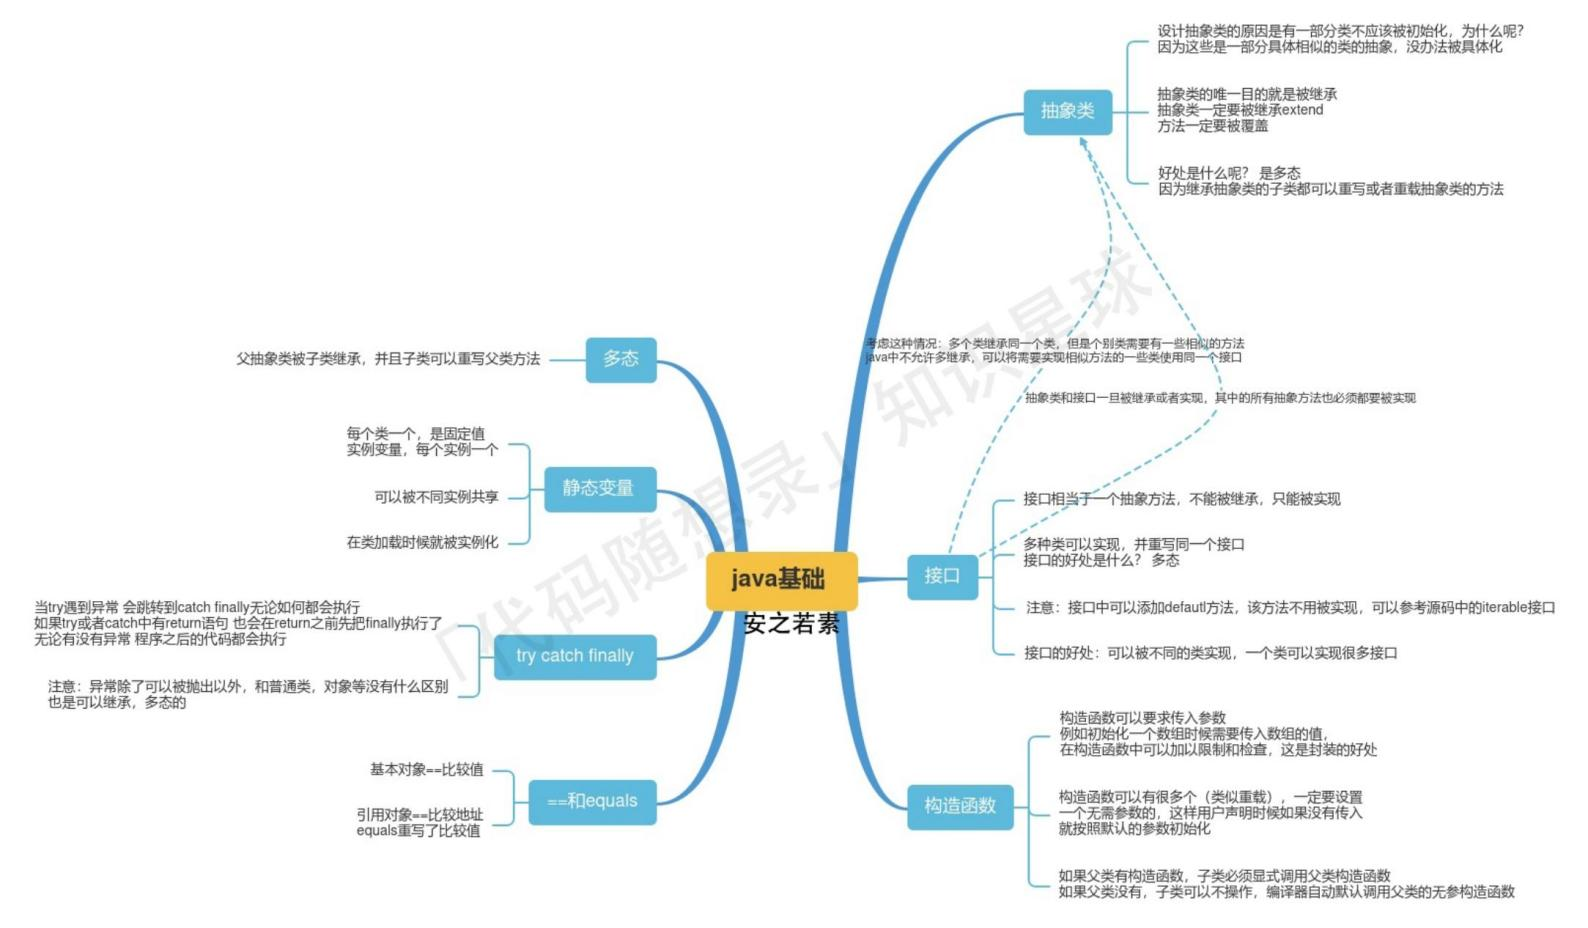 java基础
安之若素
抽象类
设计抽象类的原因是有一部分类不应该被初始化，为什么呢？
因为这些是一部分具体相似的类的抽象，没办法被具体化
抽象类的唯一目的就是被继承
抽象类一定要被继承extend
方法一定要被覆盖
好处是什么呢？ 是多态
因为继承抽象类的子类都可以重写或者重载抽象类的方法
考虑这种情况：多个类继承同一个类，但是个别类需要有一些相似的方法
java中不允许多继承，可以将需要实现相似方法的一些类使用同一个接口
抽象类和接口一旦被继承或者实现，其中的所有抽象方法也必须都要被实现
接口
接口相当于一个抽象方法，不能被继承，只能被实现
多种类可以实现，并重写同一个接口
接口的好处是什么？ 多态
注意：接口中可以添加defautl方法，该方法不用被实现，可以参考源码中的iterable接口
接口的好处：可以被不同的类实现，一个类可以实现很多接口
构造函数
构造函数可以要求传入参数
例如初始化一个数组时候需要传入数组的值，
在构造函数中可以加以限制和检查，这是封装的好处
构造函数可以有很多个（类似重载），一定要设置
一个无需参数的，这样用户声明时候如果没有传入
就按照默认的参数初始化
如果父类有构造函数，子类必须显式调用父类构造函数
如果父类没有，子类可以不操作，编译器自动默认调用父类的无参构造函数
多态
父抽象类被子类继承，并且子类可以重写父类方法
静态变量
每个类一个，是固定值
实例变量，每个实例一个
可以被不同实例共享
在类加载时候就被实例化
try catch finally
当try遇到异常 会跳转到catch finally无论如何都会执行
如果try或者catch中有return语句 也会在return之前先把finally执行了
无论有没有异常 程序之后的代码都会执行
注意：异常除了可以被抛出以外，和普通类，对象等没有什么区别
也是可以继承，多态的
==和equals
基本对象==比较值
引用对象==比较地址
equals重写了比较值
「代码随想录」知识星球